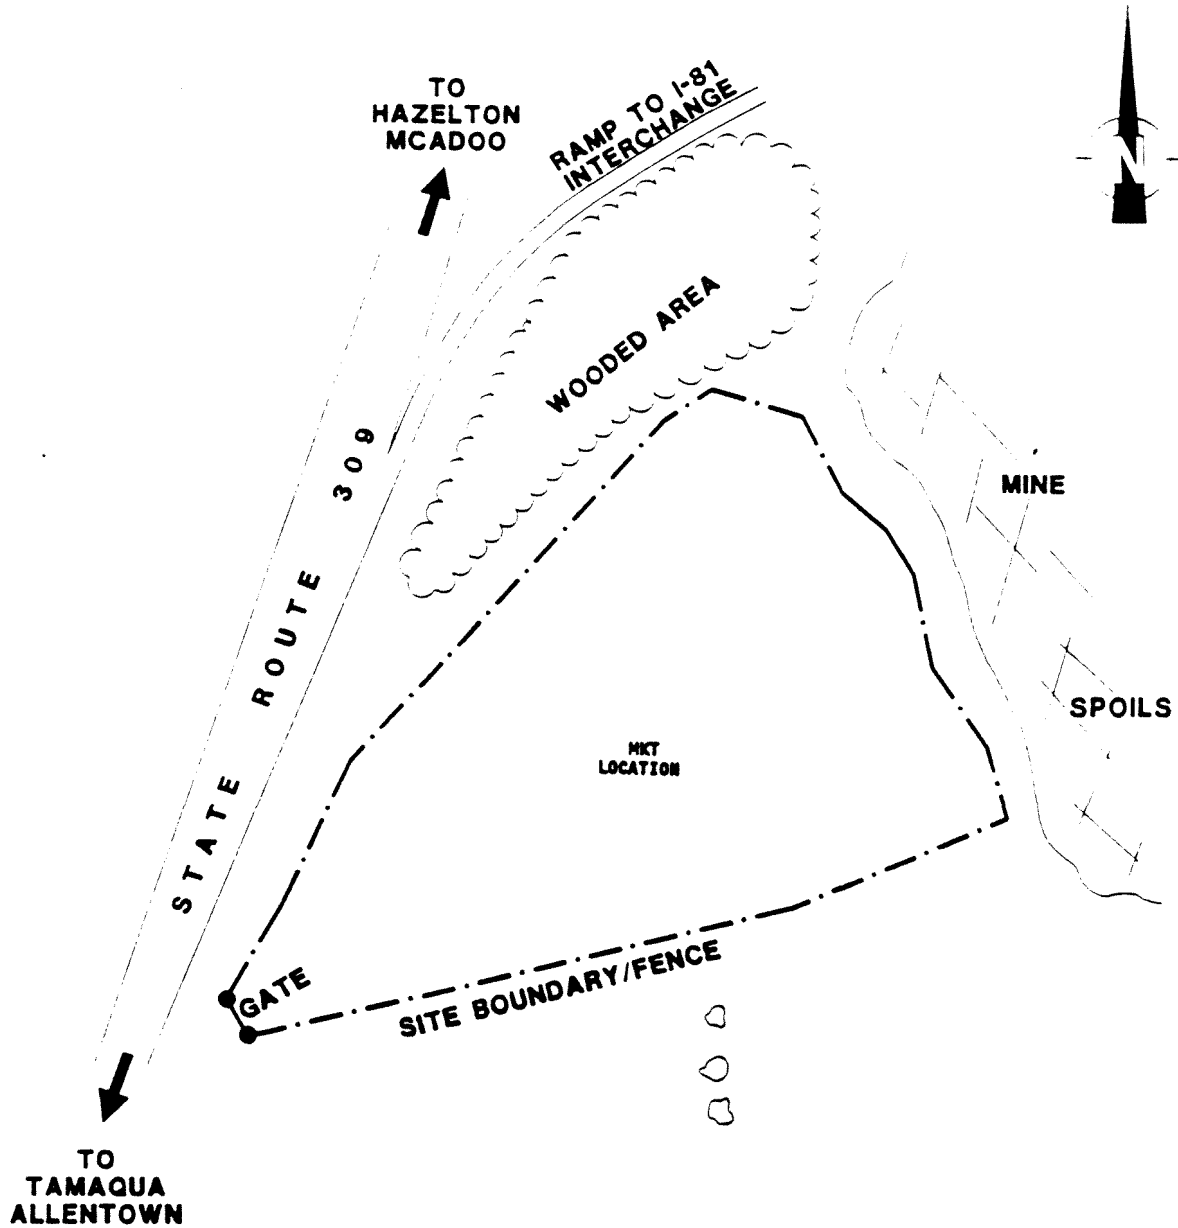 TO
HAZELTON
MCADOO
RAMP TO I-81
INTERCHANGE
N
WOODED AREA
STATE ROUTE 309
MINE
SPOILS
MKT
LOCATION
GATE
SITE BOUNDARY/FENCE
TO
TAMAQUA
ALLENTOWN